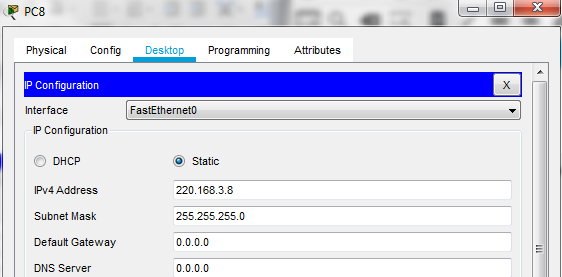 PC8
Physical Config Desktop Programming Attributes
IP Configuration X
Interface FastEthernet0
IP Configuration
DHCP Static
IPv4 Address 220.168.3.8
Subnet Mask 255.255.255.0
Default Gateway 0.0.0.0
DNS Server 0.0.0.0